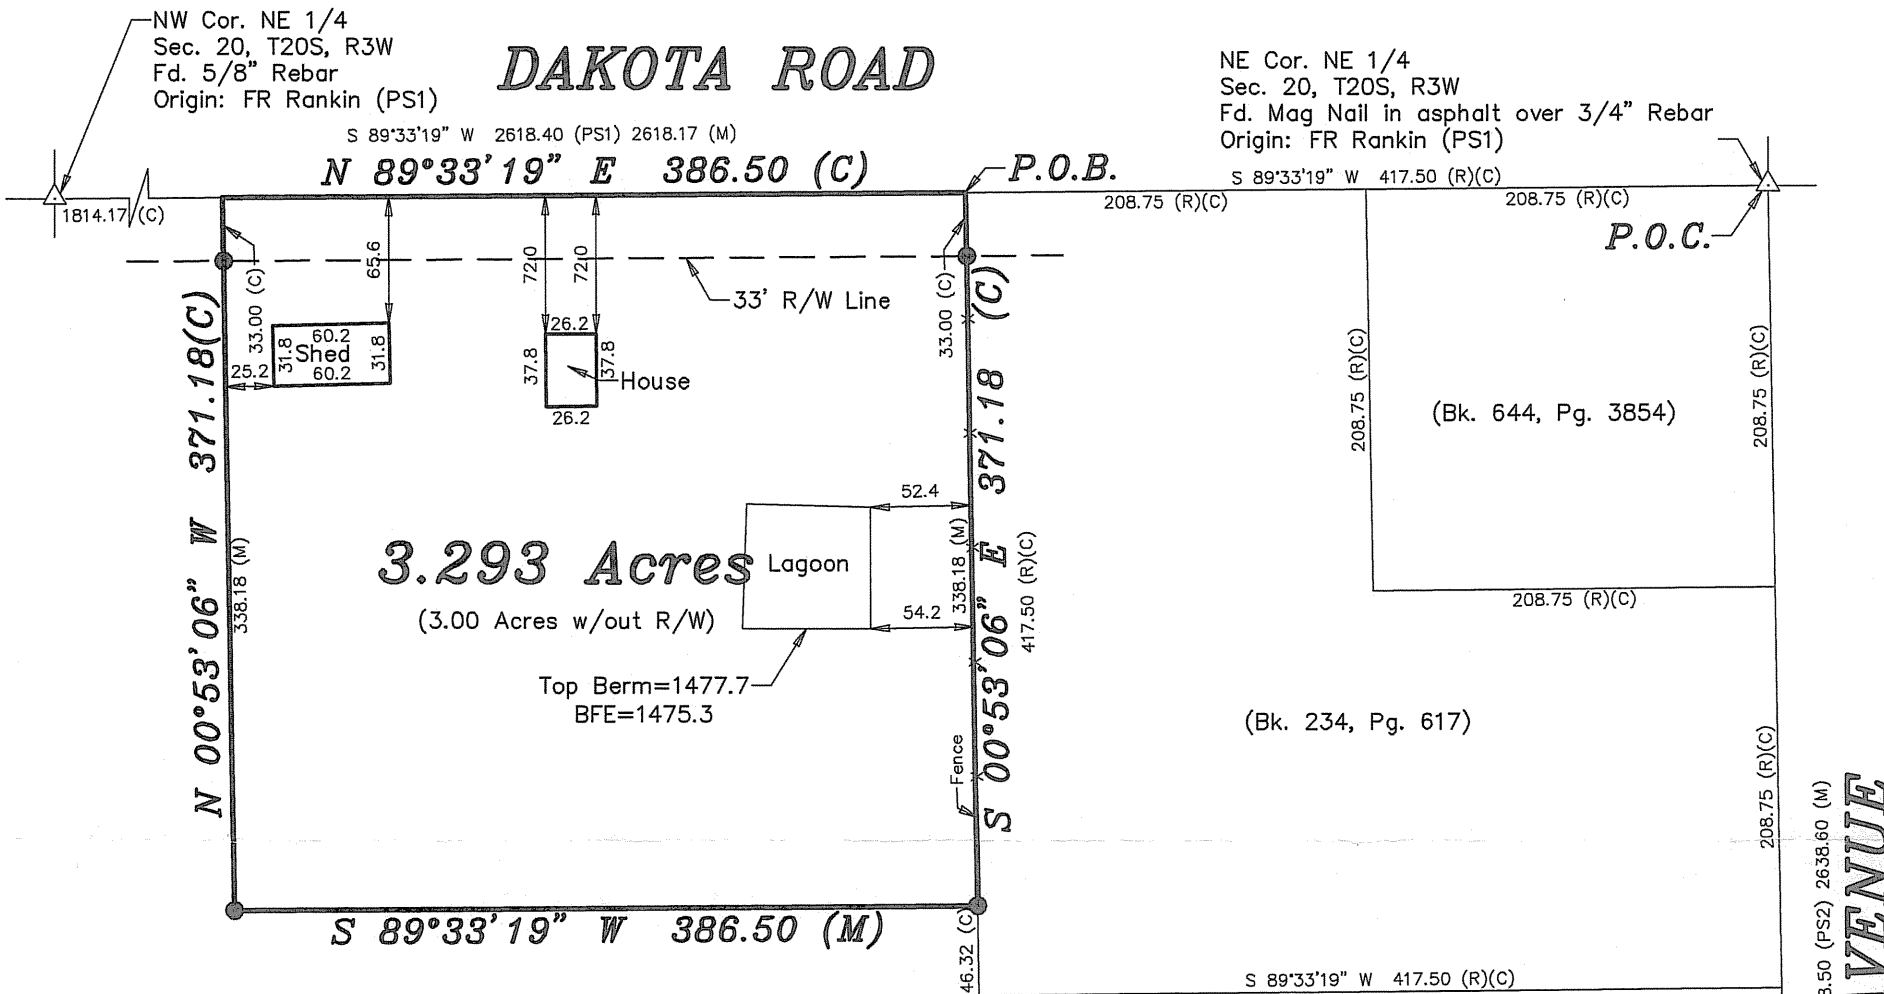 NW Cor. NE 1/4
Sec. 20, T20S, R3W
Fd. 5/8" Rebar
Origin: FR Rankin (PS1)
DAKOTA ROAD
NE Cor. NE 1/4
Sec. 20, T20S, R3W
Fd. Mag Nail in asphalt over 3/4" Rebar
Origin: FR Rankin (PS1)
S 89°33'19" W 2618.40 (PS1) 2618.17 (M)
N 89°33'19" E 386.50 (C)
P.O.B.
S 89°33'19" W 417.50 (R)(C)
1814.17 (C)
208.75 (R)(C)
208.75 (R)(C)
P.O.C.
33.00 (C)
65.6
72.0
72.0
33' R/W Line
33.00 (C)
31.8
60.2
Shed
60.2
31.8
25.2
26.2
37.8
37.8
House
26.2
N 00°53'06" W 371.18(C)
338.18 (M)
S 00°53'06" E 371.18 (C)
338.18 (M)
417.50 (R)(C)
208.75 (R)(C)
(Bk. 644, Pg. 3854)
208.75 (R)(C)
208.75 (R)(C)
52.4
Lagoon
54.2
3.293 Acres
(3.00 Acres w/out R/W)
Top Berm=1477.7
BFE=1475.3
Fence
(Bk. 234, Pg. 617)
208.75 (R)(C)
S 89°33'19" W 386.50 (M)
46.32 (C)
S 89°33'19" W 417.50 (R)(C)
8.50 (PS2) 2638.60 (M)
VENUE